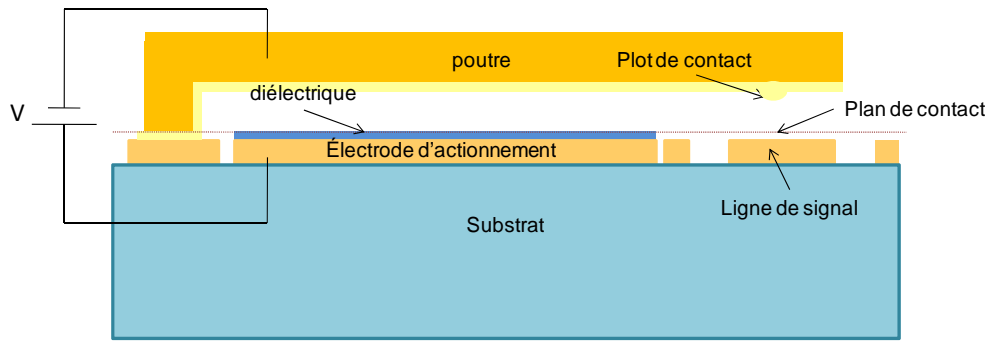 poutre
Plot de contact
diélectrique
V
Plan de contact
Électrode d'actionnement
Ligne de signal
Substrat